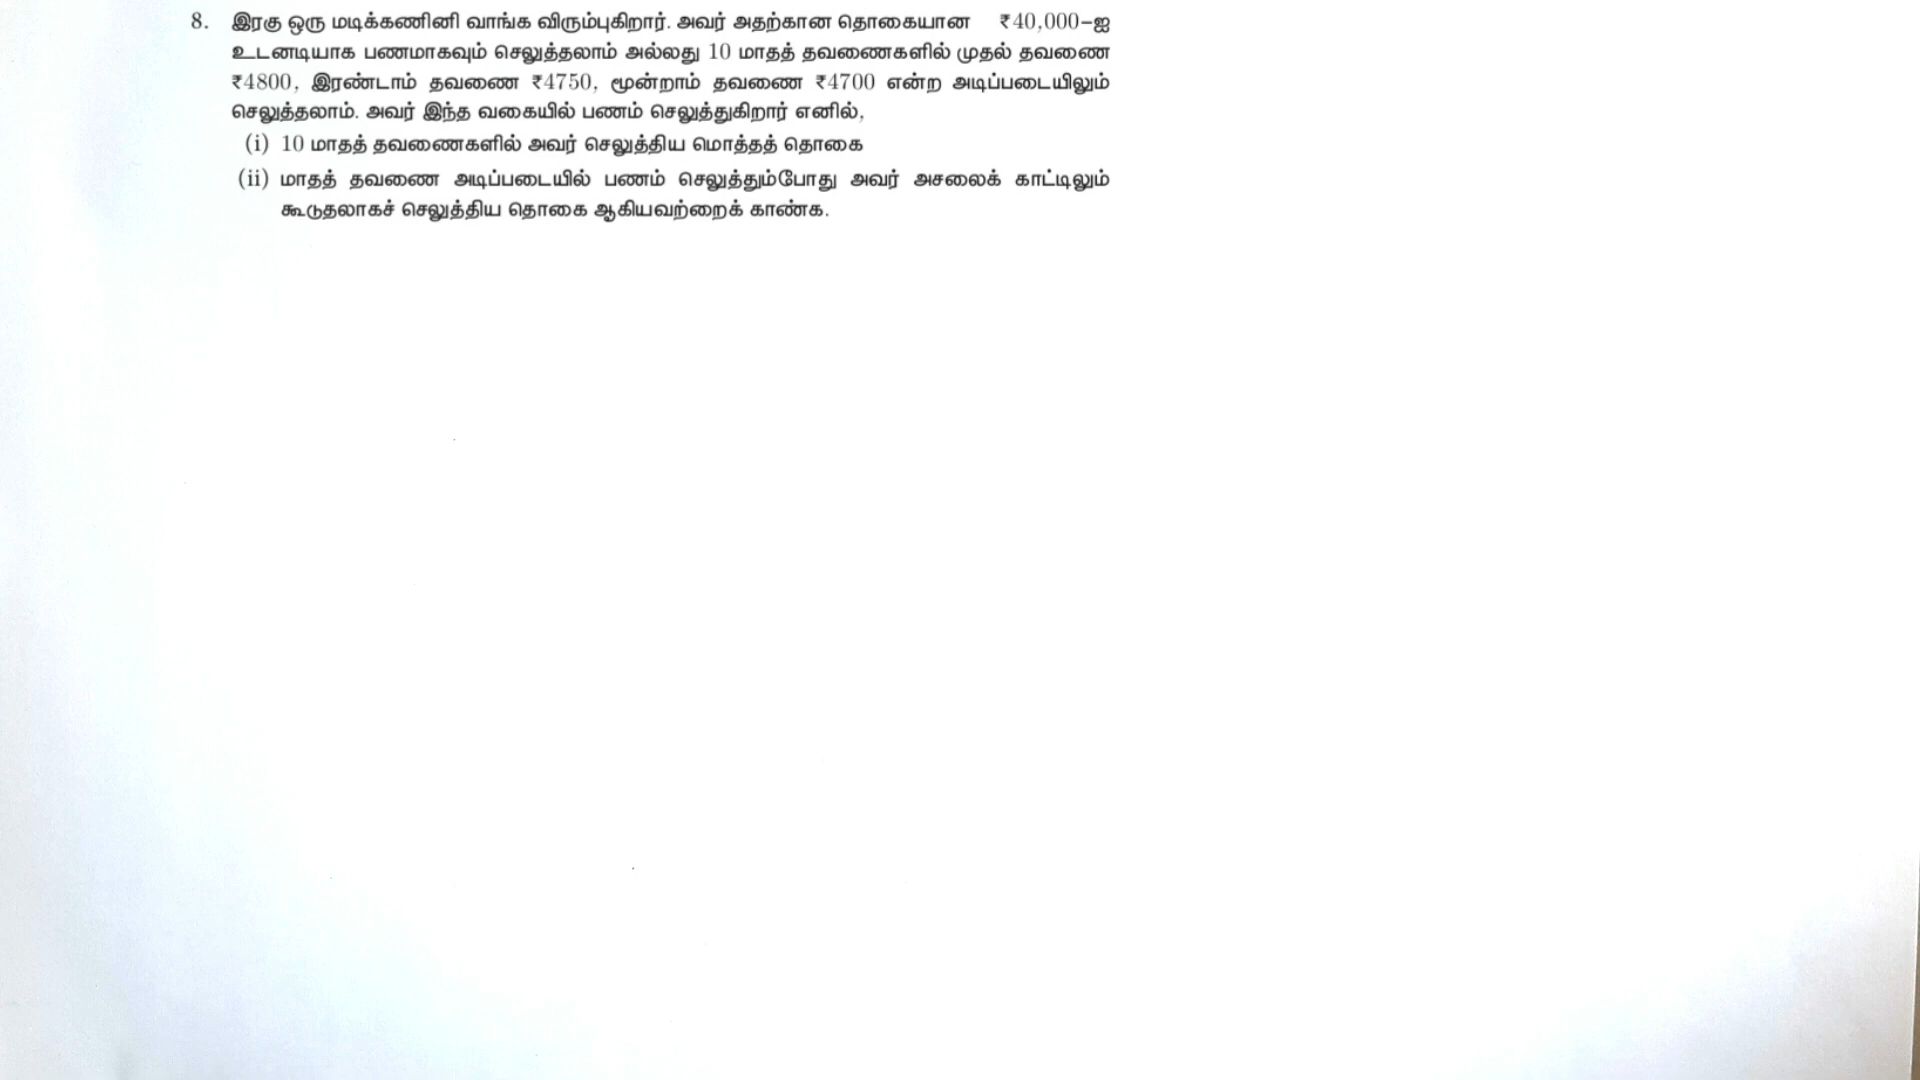 8. இரகு ஒரு மடிக்கணினி வாங்க விரும்புகிறார். அவர் அதற்கான தொகையான ₹40,000-ஐ
உடனடியாக பணமாகவும் செலுத்தலாம் அல்லது 10 மாதத் தவணைகளில் முதல் தவணை
₹4800, இரண்டாம் தவணை ₹4750, மூன்றாம் தவணை ₹4700 என்ற அடிப்படையிலும்
செலுத்தலாம். அவர் இந்த வகையில் பணம் செலுத்துகிறார் எனில்,
(i) 10 மாதத் தவணைகளில் அவர் செலுத்திய மொத்தத் தொகை
(ii) மாதத் தவணை அடிப்படையில் பணம் செலுத்தும்போது அவர் அசலைக் காட்டிலும்
கூடுதலாகச் செலுத்திய தொகை ஆகியவற்றைக் காண்க.